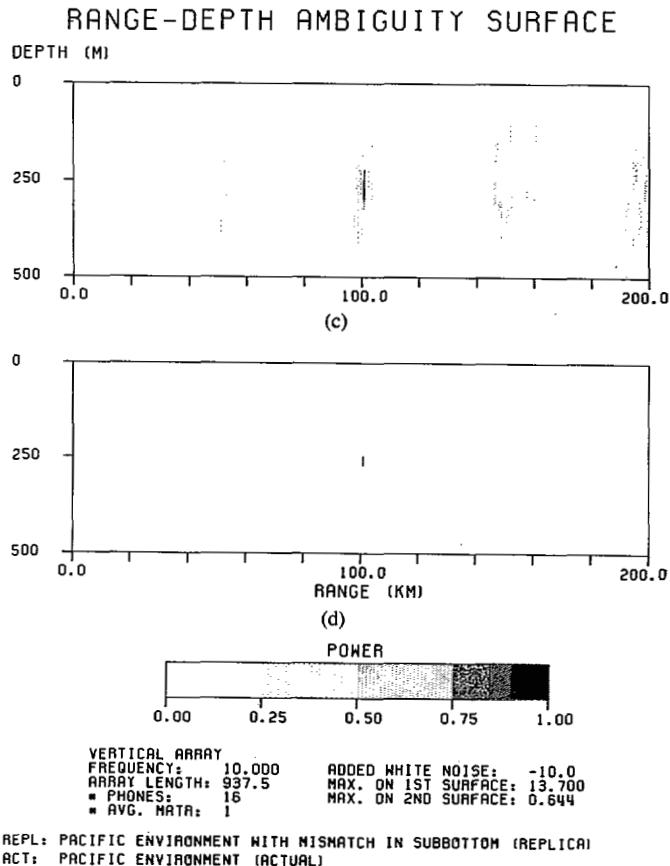 RANGE-DEPTH AMBIGUITY SURFACE
DEPTH (M)
0
250
500
0.0 100.0 200.0
(c)
0
250
500
0.0 100.0 200.0
RANGE (KM)
(d)
POWER
0.00 0.25 0.50 0.75 1.00
VERTICAL ARRAY
FREQUENCY: 10.000 ADDED WHITE NOISE: -10.0
ARRAY LENGTH: 937.5 MAX. ON 1ST SURFACE: 13.700
# PHONES: 16 MAX. ON 2ND SURFACE: 0.644
# AVG. MATR: 1
REPL: PACIFIC ENVIRONMENT WITH MISMATCH IN SUBBOTTOM (REPLICA)
ACT: PACIFIC ENVIRONMENT (ACTUAL)